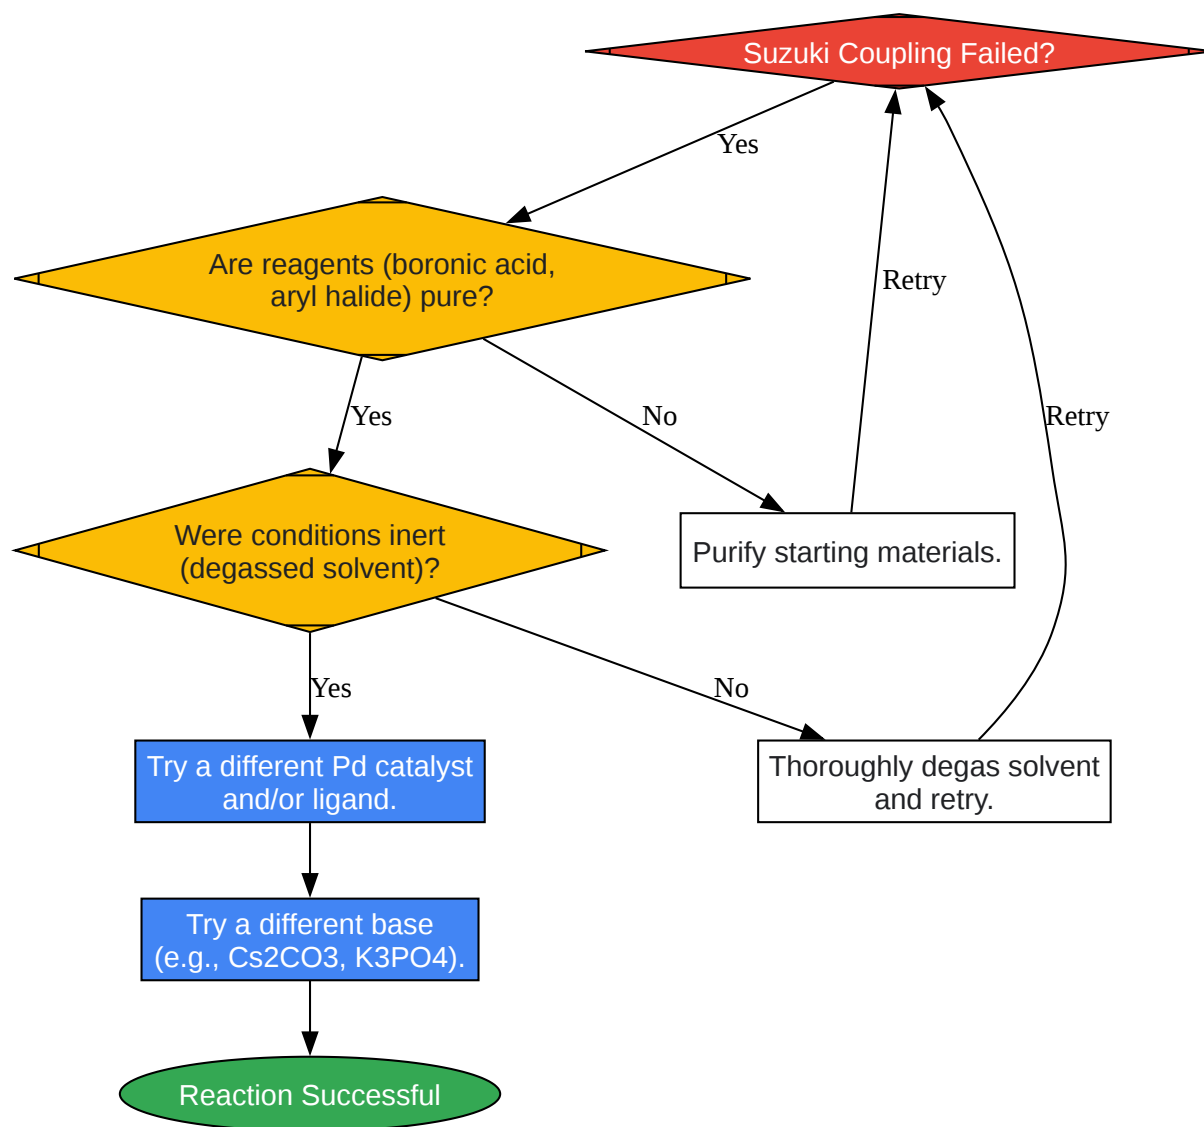 Suzuki Coupling Failed?
Yes
Are reagents (boronic acid,
aryl halide) pure?
Retry
Yes
No
Retry
Were conditions inert
(degassed solvent)?
Purify starting materials.
Yes
No
Try a different Pd catalyst
and/or ligand.
Thoroughly degas solvent
and retry.
Try a different base
(e.g., Cs2CO3, K3PO4).
Reaction Successful